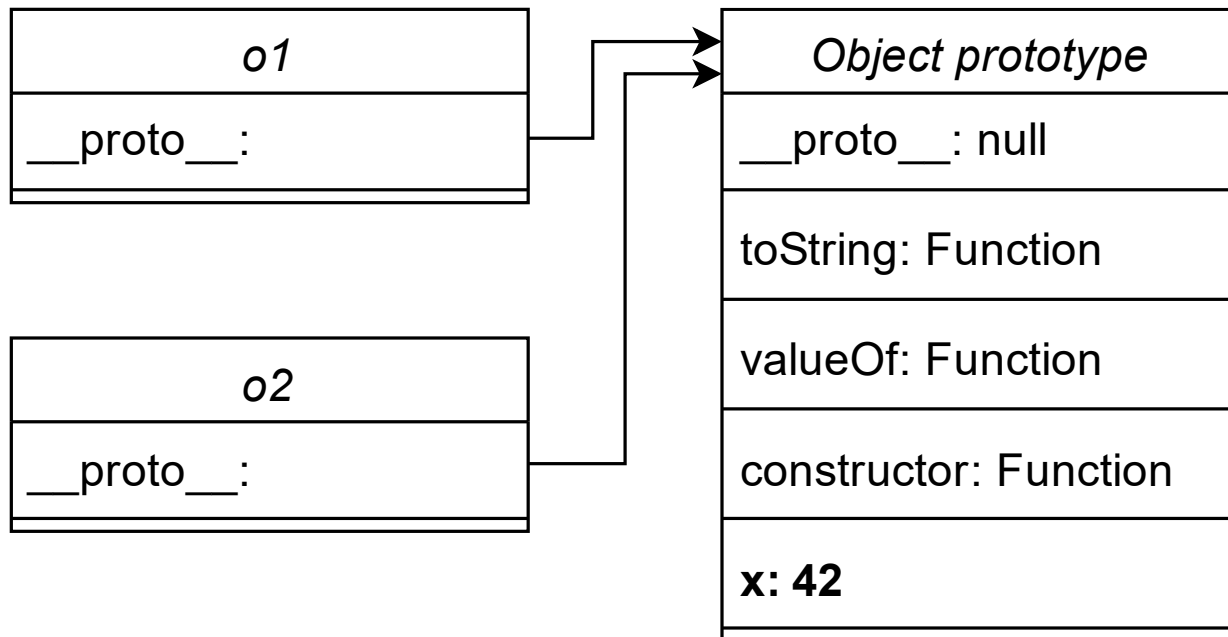 o1
__proto__:
o2
__proto__:
Object prototype
__proto__: null
toString: Function
valueOf: Function
constructor: Function
x: 42